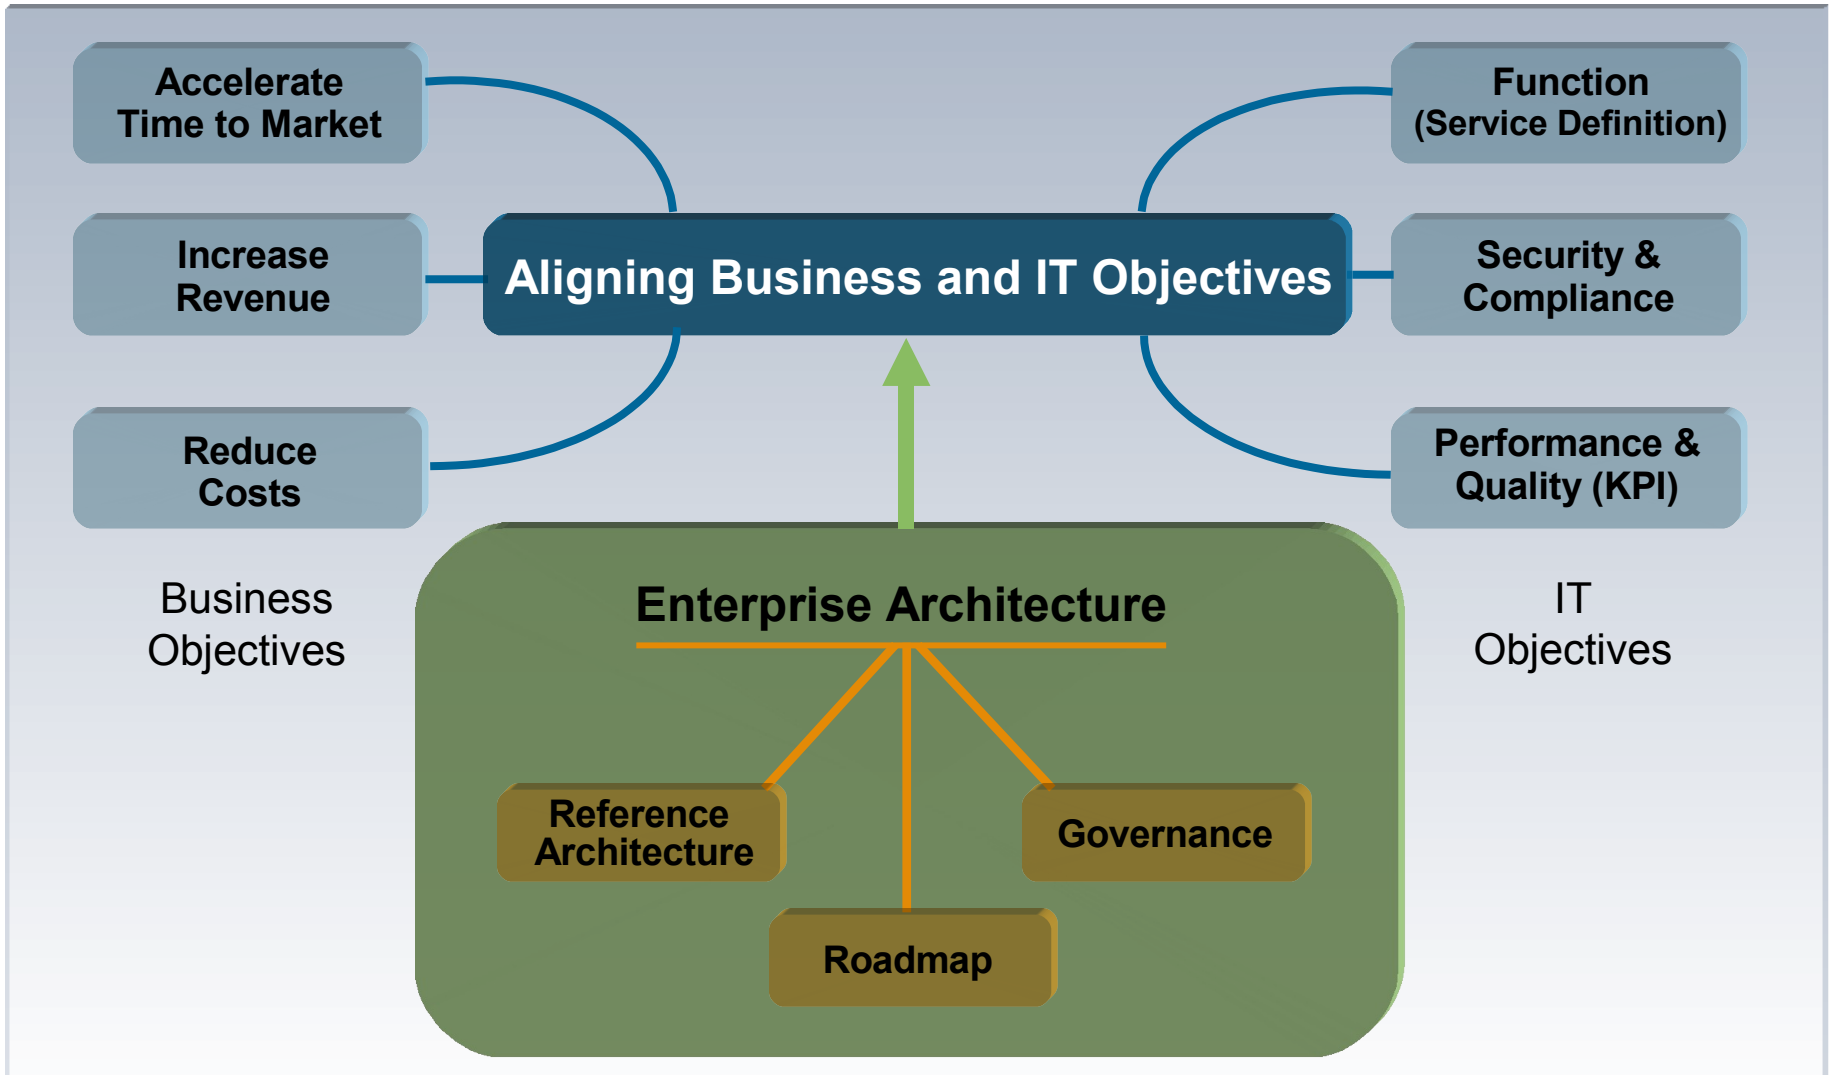 Accelerate
Time to Market
Increase
Revenue
Reduce
Costs
Business
Objectives
Aligning Business and IT Objectives
Function
(Service Definition)
Security &
Compliance
Performance &
Quality (KPI)
IT
Objectives
Enterprise Architecture
Reference
Architecture
Governance
Roadmap